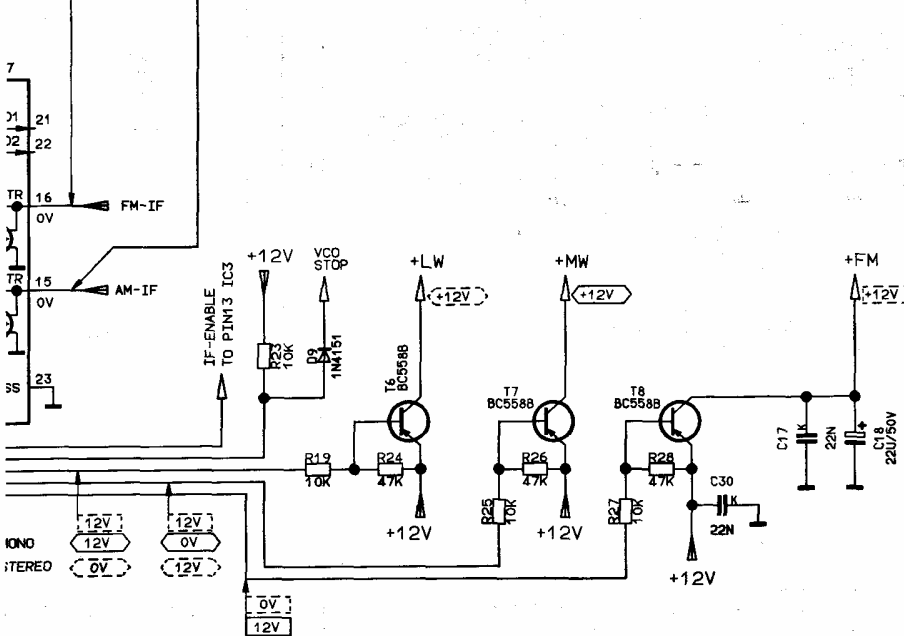 7
21
22
TR
16
FM-IF
0V
TR
15
AM-IF
0V
23
IF-ENABLE
TO PIN13 IC3
+12V
R23
10K
VCO
STOP
D9
1N4151
+LW
+12V
T6
BC558B
R19
10K
R24
47K
+12V
+MW
+12V
T7
BC558B
R26
47K
R25
10K
+12V
T8
BC558B
R28
47K
R27
10K
C30
K
22N
+12V
+FM
+12V
C17
K
22N
+
C18
22U/50V
12V
12V
0V
12V
0V
12V
0V
12V
STEREO